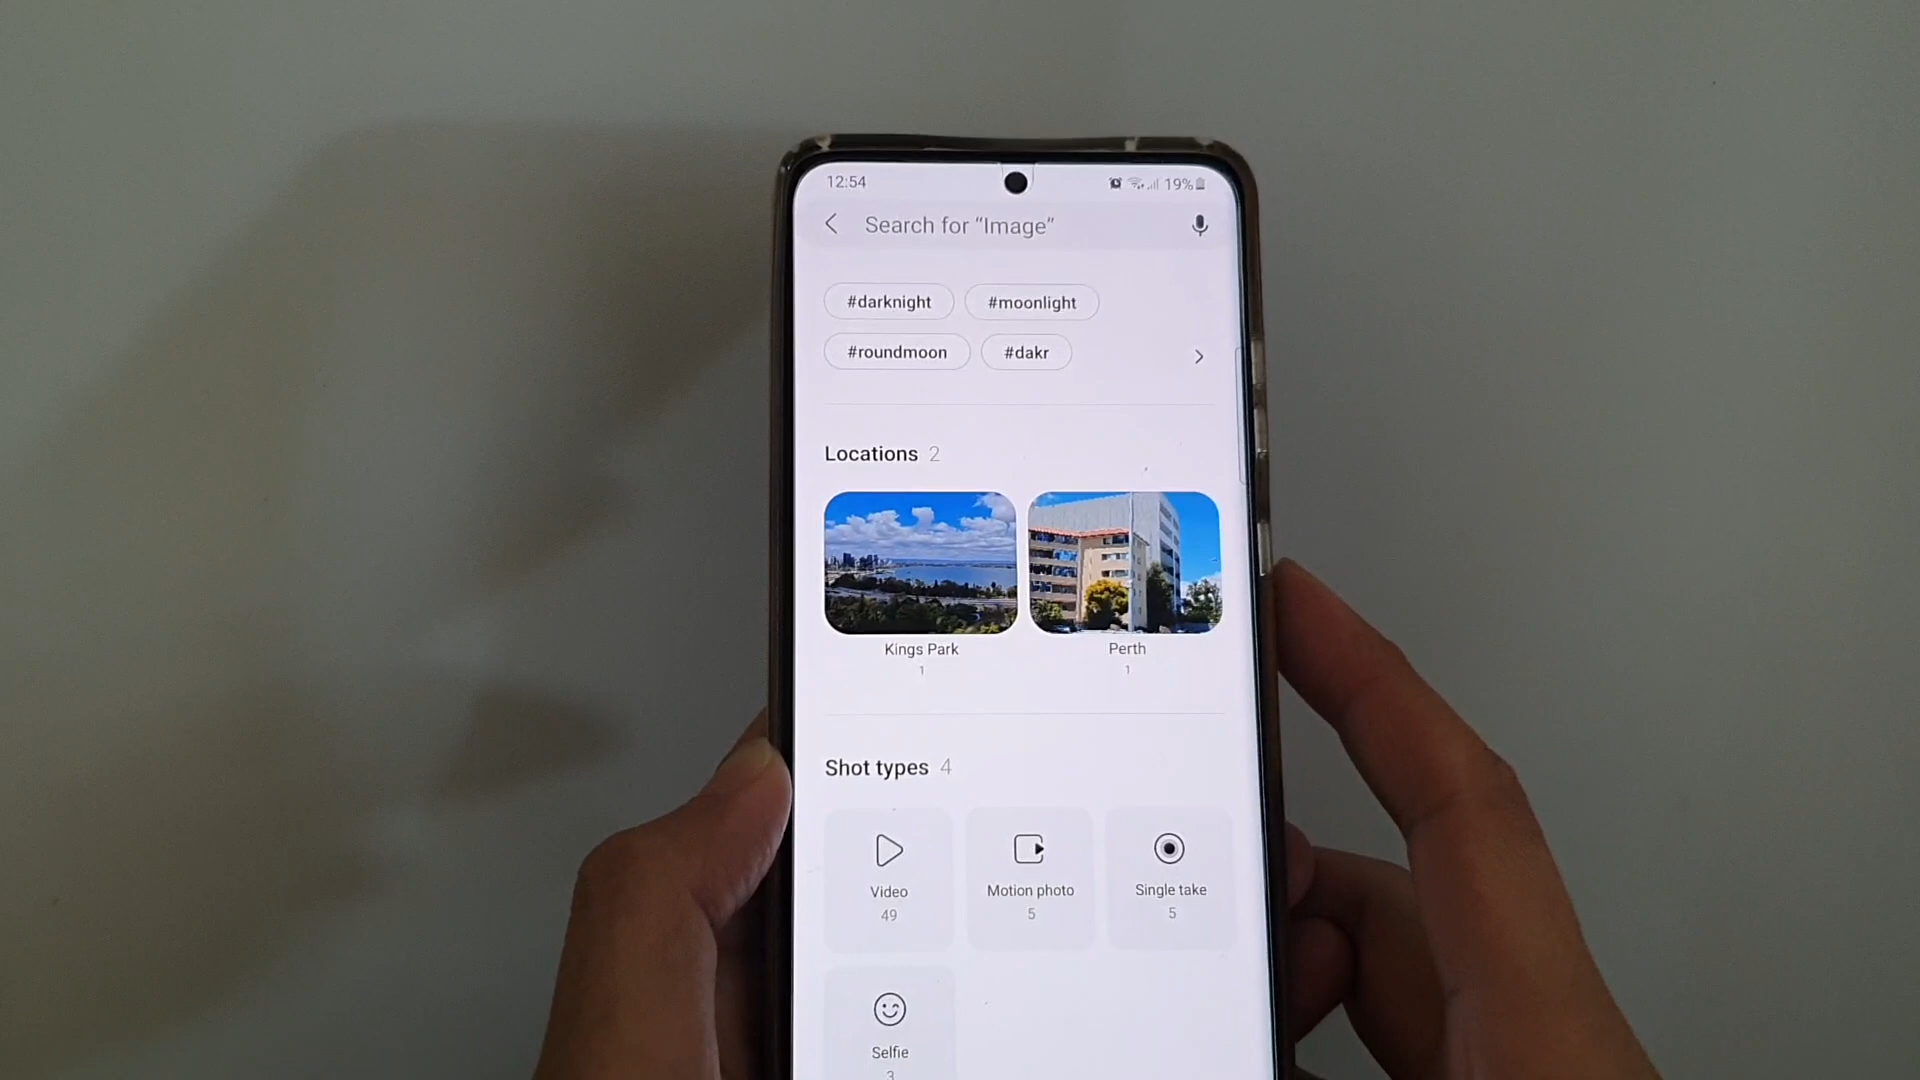 12:54
19%
Search for “Image”
#darknight
#moonlight
#roundmoon
#dakr
Locations 2
Kings Park
1
Perth
1
Shot types 4
Video
49
Motion photo
5
Single take
5
Selfie
3